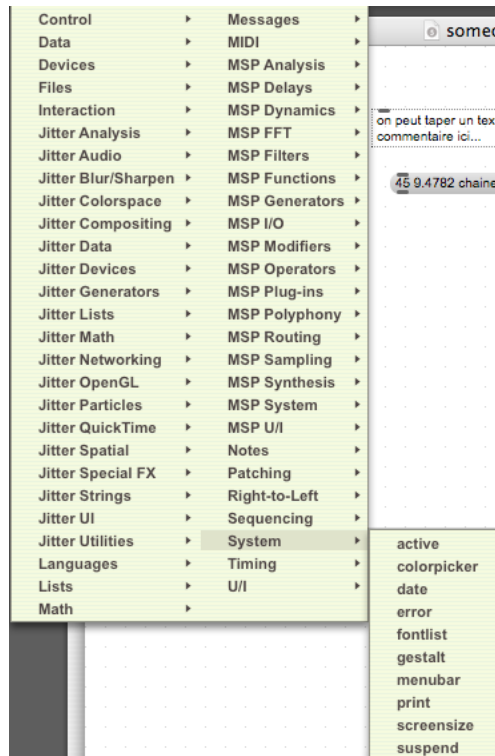 Control
Data
Devices
Files
Interaction
Jitter Analysis
Jitter Audio
Jitter Blur/Sharpen
Jitter Colorspace
Jitter Compositing
Jitter Data
Jitter Devices
Jitter Generators
Jitter Lists
Jitter Math
Jitter Networking
Jitter OpenGL
Jitter Particles
Jitter QuickTime
Jitter Spatial
Jitter Special FX
Jitter Strings
Jitter UI
Jitter Utilities
Languages
Lists
Math
Messages
MIDI
MSP Analysis
MSP Delays
MSP Dynamics
MSP FFT
MSP Filters
MSP Functions
MSP Generators
MSP I/O
MSP Modifiers
MSP Operators
MSP Plug-ins
MSP Polyphony
MSP Routing
MSP Sampling
MSP Synthesis
MSP System
MSP U/I
Notes
Patching
Right-to-Left
Sequencing
System
Timing
U/I
active
colorpicker
date
error
fontlist
gestalt
menubar
print
screensize
suspend
on peut taper un tex
commentaire ici...
45 9.4782 chaine